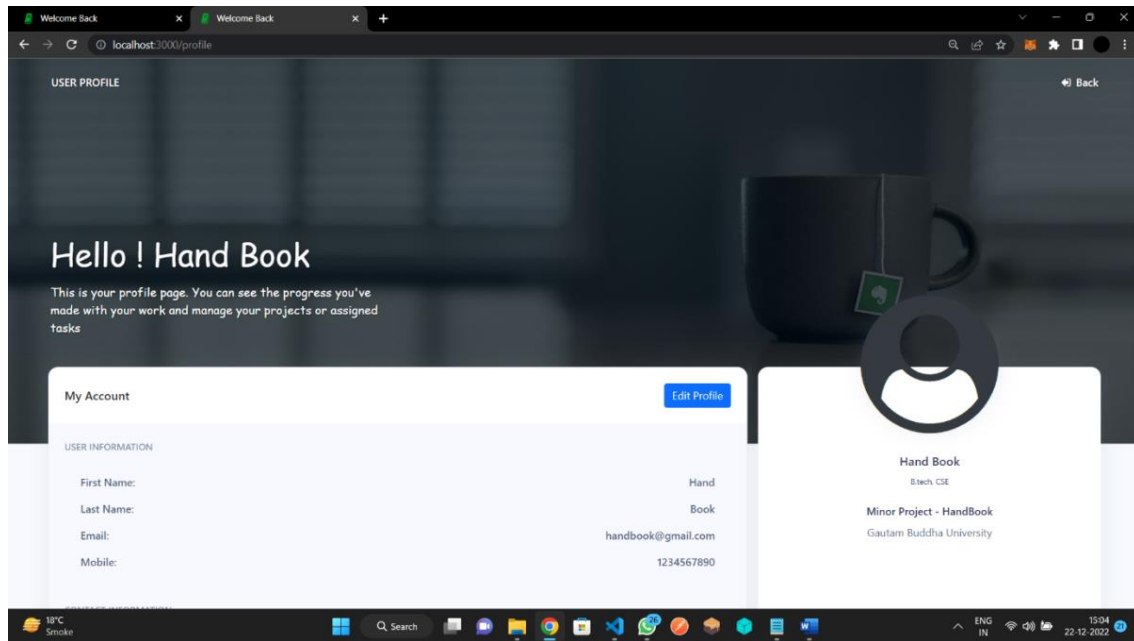 Welcome Back
Welcome Back
localhost:3000/profile
USER PROFILE
Back
Hello ! Hand Book
This is your profile page. You can see the progress you've
made with your work and manage your projects or assigned
tasks
My Account
Edit Profile
USER INFORMATION
First Name:
Hand
Last Name:
Book
Email:
handbook@gmail.com
Mobile:
1234567890
CONTACT INFORMATION
Hand Book
B.tech. CSE
Minor Project - HandBook
Gautam Buddha University
18°C
Smoke
Search
26
ENG
IN
15:04
22-12-2022